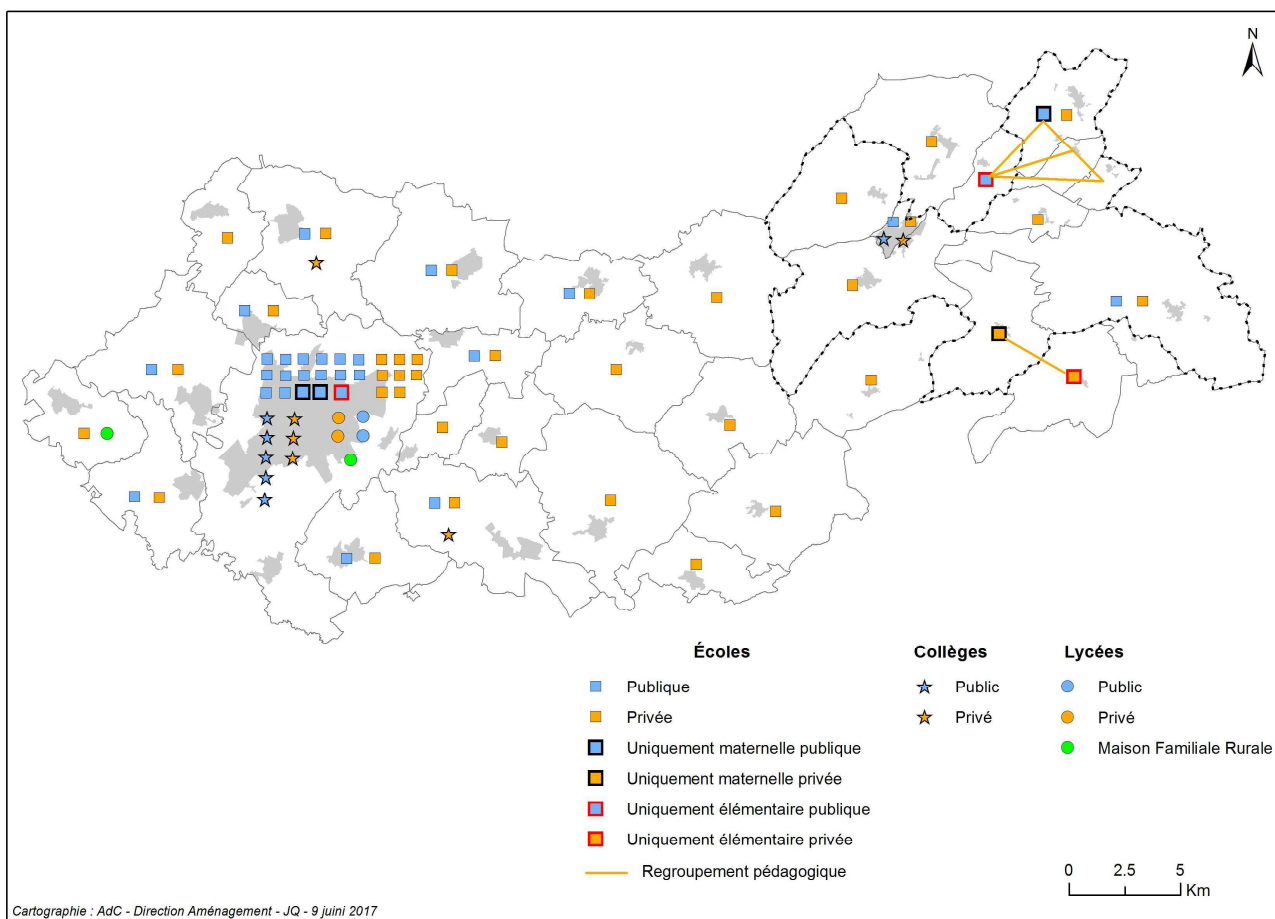 N
Écoles
Publique
Privée
Uniquement maternelle publique
Uniquement maternelle privée
Uniquement élémentaire publique
Uniquement élémentaire privée
Regroupement pédagogique
Collèges
Public
Privé
Lycées
Public
Privé
Maison Familiale Rurale
0 2.5 5
Km
Cartographie : AdC - Direction Aménagement - JQ - 9 juini 2017